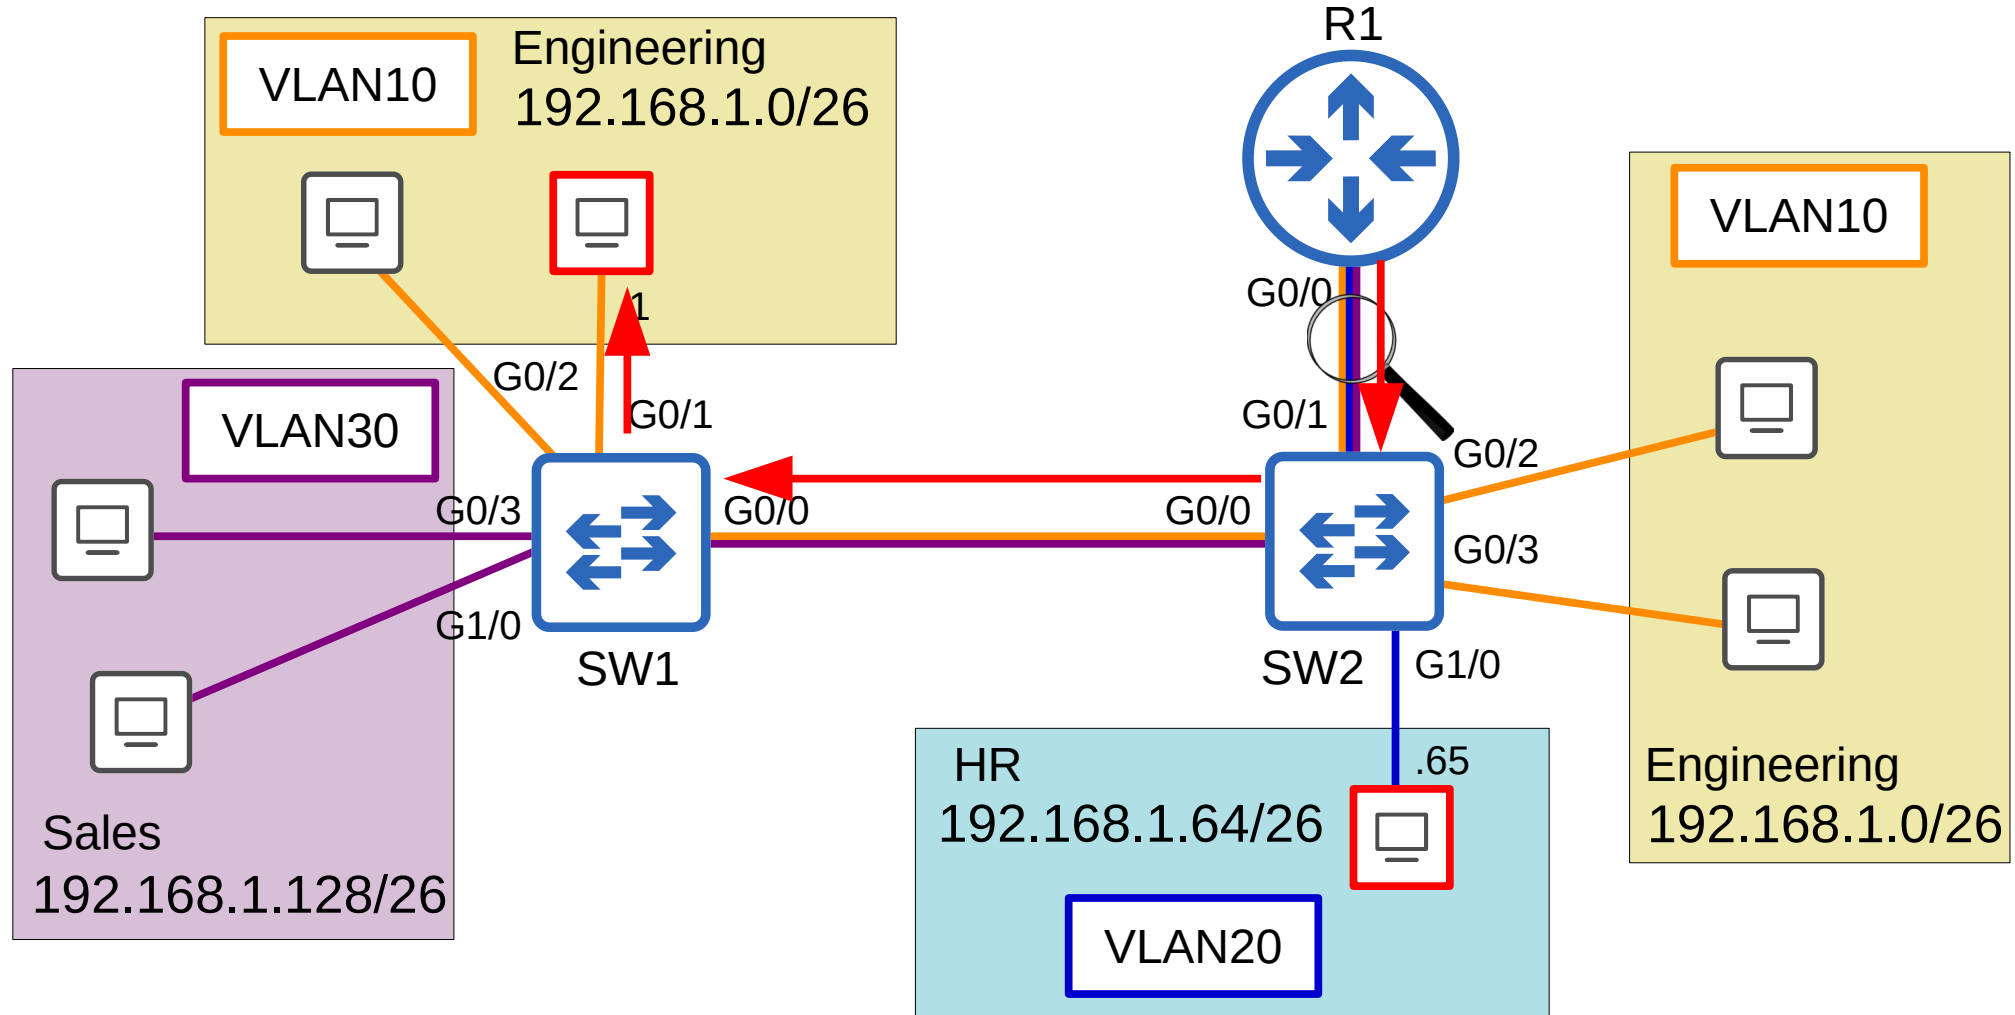 R1
VLAN10
Engineering
192.168.1.0/26
VLAN10
G0/0
1
G0/2
G0/1
G0/1
VLAN30
G0/2
G0/3
G0/0
G0/0
G0/3
G1/0
SW1
SW2
G1/0
HR
.65
192.168.1.64/26
Engineering
192.168.1.0/26
Sales
192.168.1.128/26
VLAN20